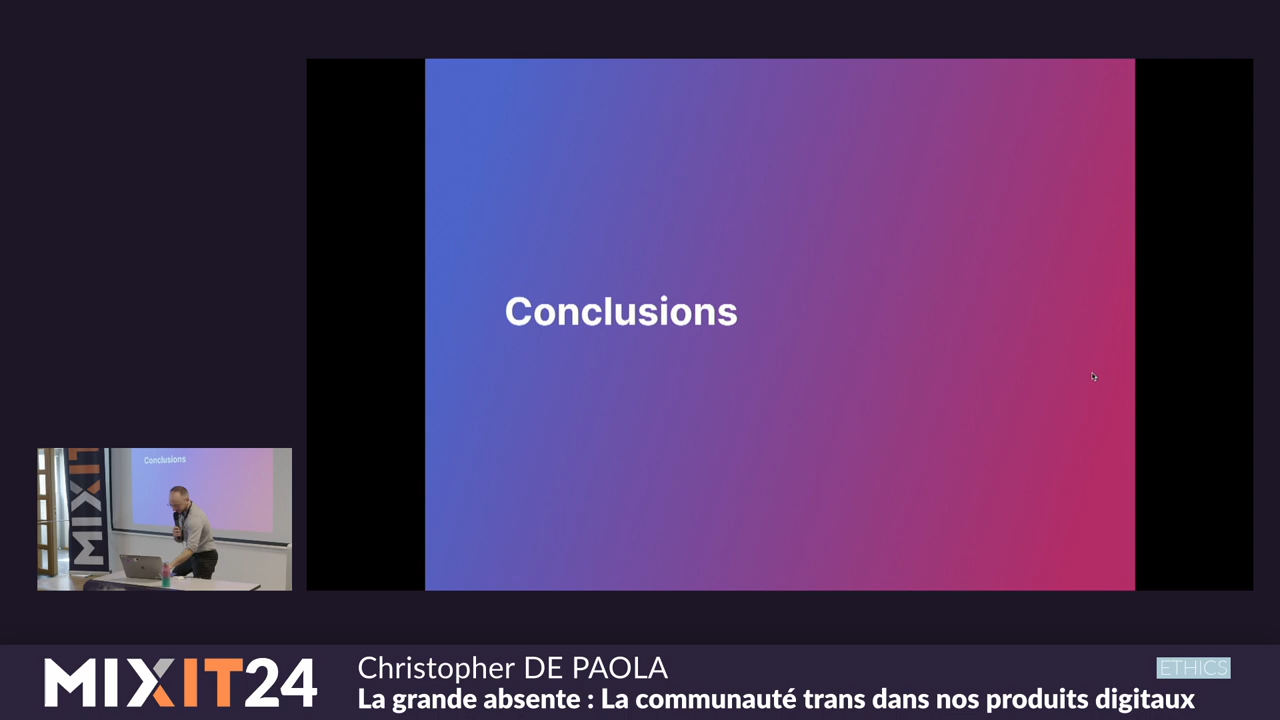 Conclusions
Conclusions
MIXIT
MIXIT24
Christopher DE PAOLA
ETHICS
La grande absente : La communauté trans dans nos produits digitaux